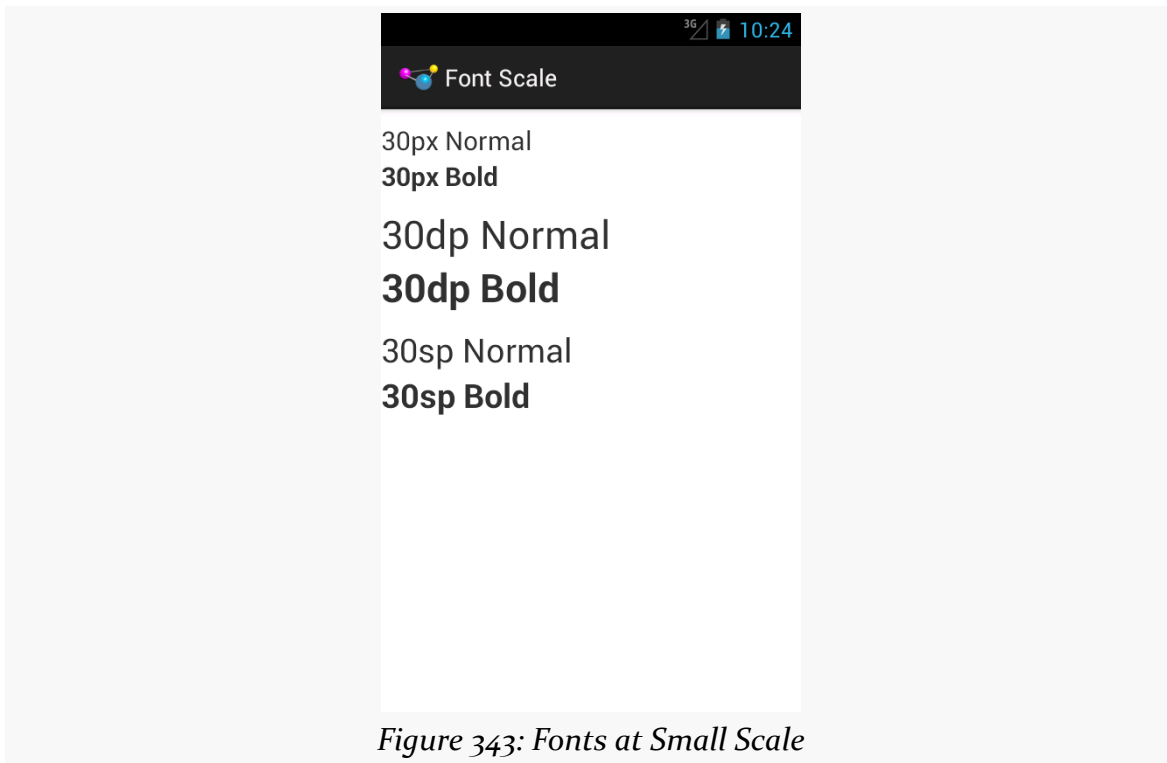 3G 10:24
Font Scale
30px Normal
30px Bold
30dp Normal
30dp Bold
30sp Normal
30sp Bold
Figure 343: Fonts at Small Scale